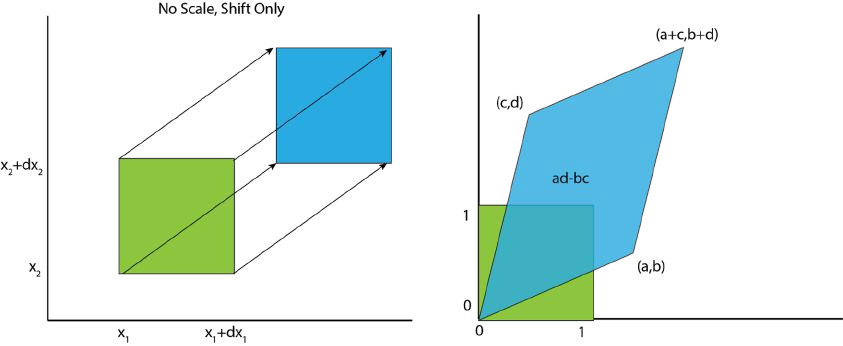 No Scale, Shift Only
x₂+dx₂
x₂
x₁
x₁+dx₁
(a+c,b+d)
(c,d)
ad-bc
1
(a,b)
0
0
1